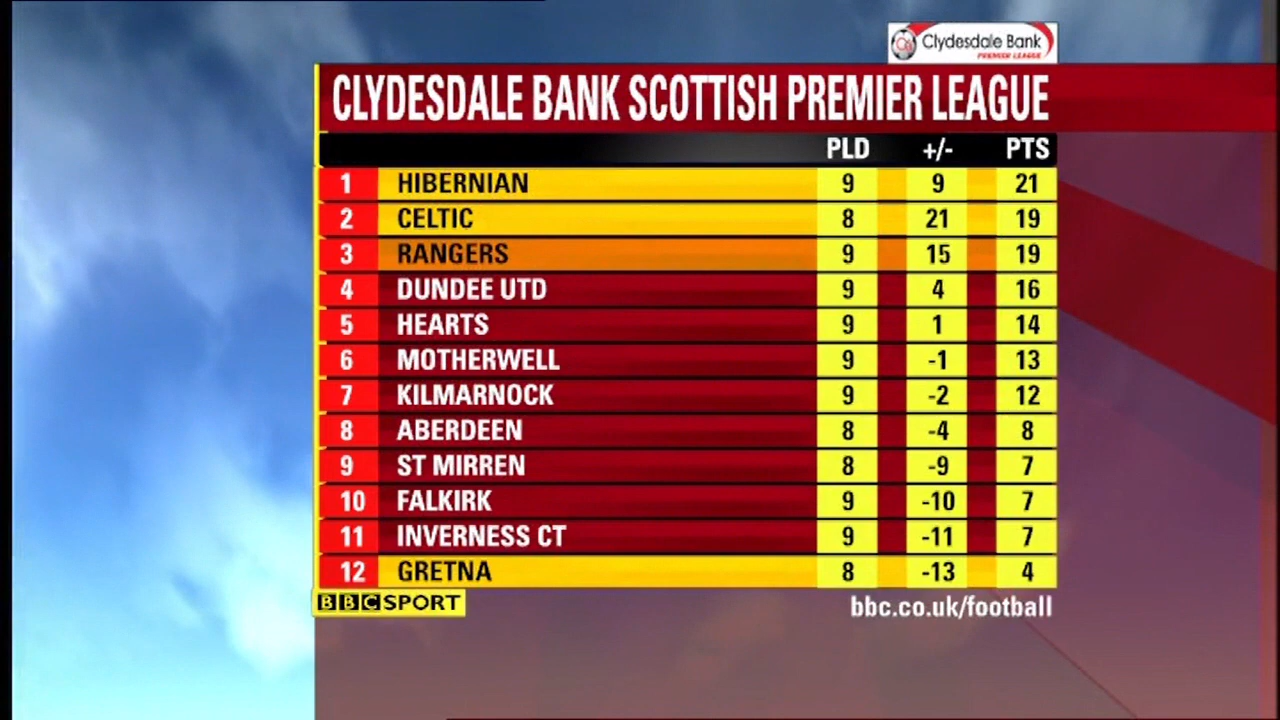 Clydesdale Bank
PREMIER LEAGUE
CLYDESDALE BANK SCOTTISH PREMIER LEAGUE
PLD +/- PTS
1 HIBERNIAN 9 9 21
2 CELTIC 8 21 19
3 RANGERS 9 15 19
4 DUNDEE UTD 9 4 16
5 HEARTS 9 1 14
6 MOTHERWELL 9 -1 13
7 KILMARNOCK 9 -2 12
8 ABERDEEN 8 -4 8
9 ST MIRREN 8 -9 7
10 FALKIRK 9 -10 7
11 INVERNESS CT 9 -11 7
12 GRETNA 8 -13 4
BBC SPORT bbc.co.uk/football